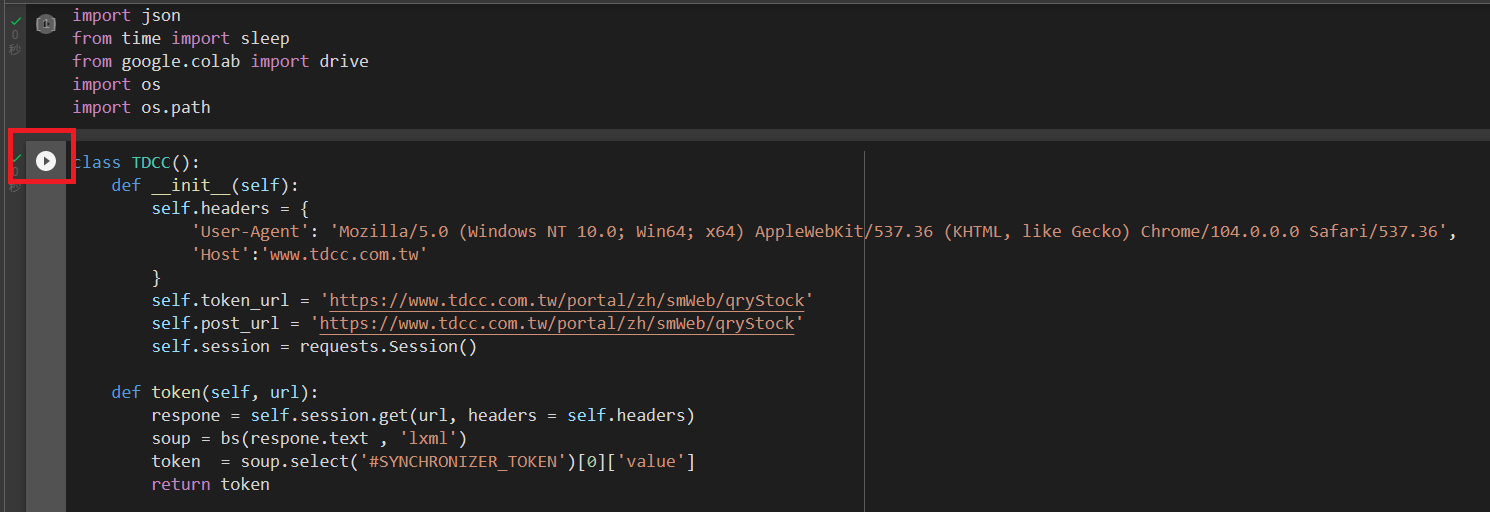 import json
from time import sleep
from google.colab import drive
import os
import os.path
0
秒
class TDCC():
    def __init__(self):
        self.headers = {
            'User-Agent': 'Mozilla/5.0 (Windows NT 10.0; Win64; x64) AppleWebKit/537.36 (KHTML, like Gecko) Chrome/104.0.0.0 Safari/537.36',
            'Host':'www.tdcc.com.tw'
        }
        self.token_url = 'https://www.tdcc.com.tw/portal/zh/smWeb/qryStock'
        self.post_url = 'https://www.tdcc.com.tw/portal/zh/smWeb/qryStock'
        self.session = requests.Session()
    def token(self, url):
        respone = self.session.get(url, headers = self.headers)
        soup = bs(respone.text , 'lxml')
        token  = soup.select('#SYNCHRONIZER_TOKEN')[0]['value']
        return token
0
秒